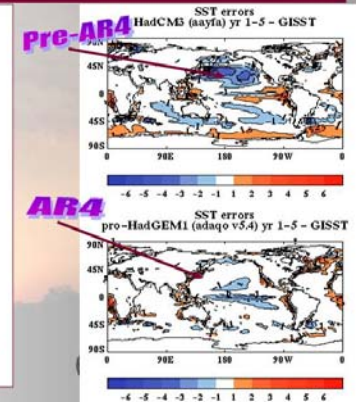 Pre-AR4
SST errors
HadCM3 (aayfa) yr 1-5 - GISST
90N
45N
0
45S
90S
0 90E 180 90W 0
-6 -5 -4 -3 -2 -1 1 2 3 4 5 6
AR4
SST errors
pro-HadGEM1 (adaqo v5.4) yr 1-5 - GISST
90N
45N
0
45S
90S
0 90E 180 90W 0
-6 -5 -4 -3 -2 -1 1 2 3 4 5 6